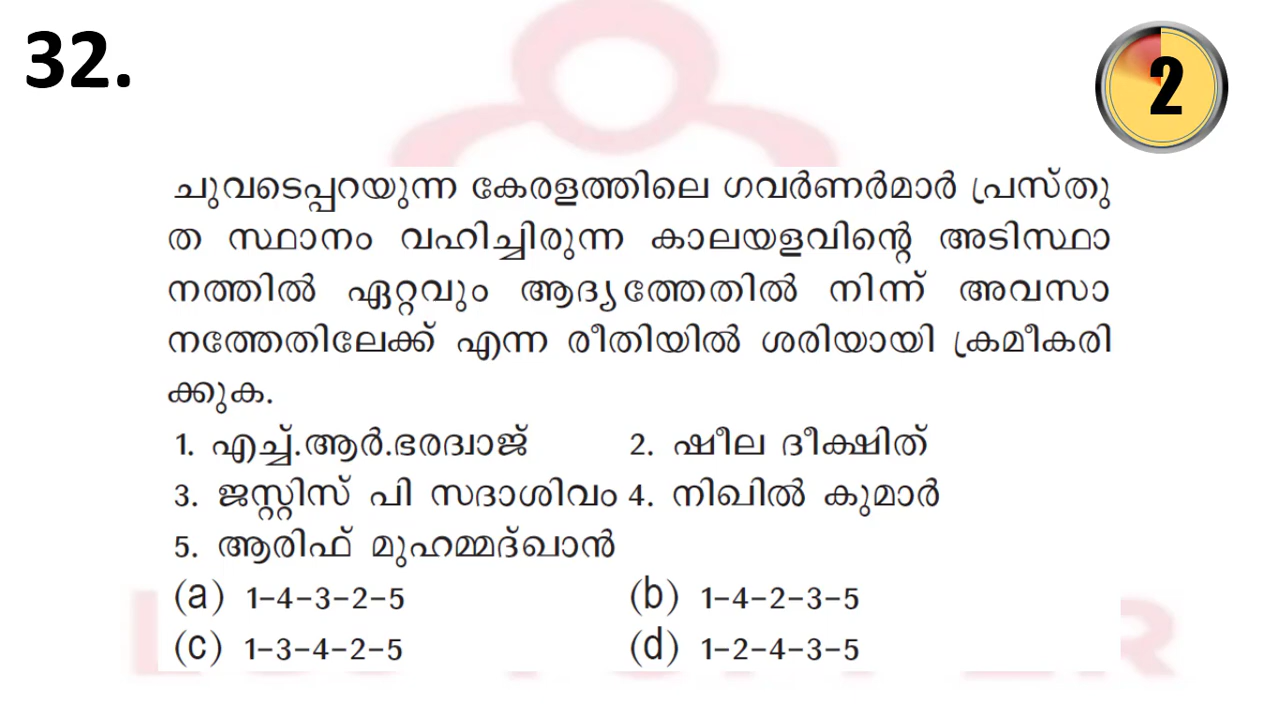 32.
2
ചുവടെപ്പറയുന്ന കേരളത്തിലെ ഗവർണർമാർ പ്രസ്തു
ത സ്ഥാനം വഹിച്ചിരുന്ന കാലയളവിന്റെ അടിസ്ഥാ
നത്തിൽ ഏറ്റവും ആദ്യത്തേതിൽ നിന്ന് അവസാ
നത്തേതിലേക്ക് എന്ന രീതിയിൽ ശരിയായി ക്രമീകരി
ക്കുക.
1. എച്ച്.ആർ.ഭരദ്വാജ് 2. ഷീല ദീക്ഷിത്
3. ജസ്റ്റിസ് പി സദാശിവം 4. നിഖിൽ കുമാർ
5. ആരിഫ് മുഹമ്മദ്ഖാൻ
(a) 1-4-3-2-5 (b) 1-4-2-3-5
(c) 1-3-4-2-5 (d) 1-2-4-3-5